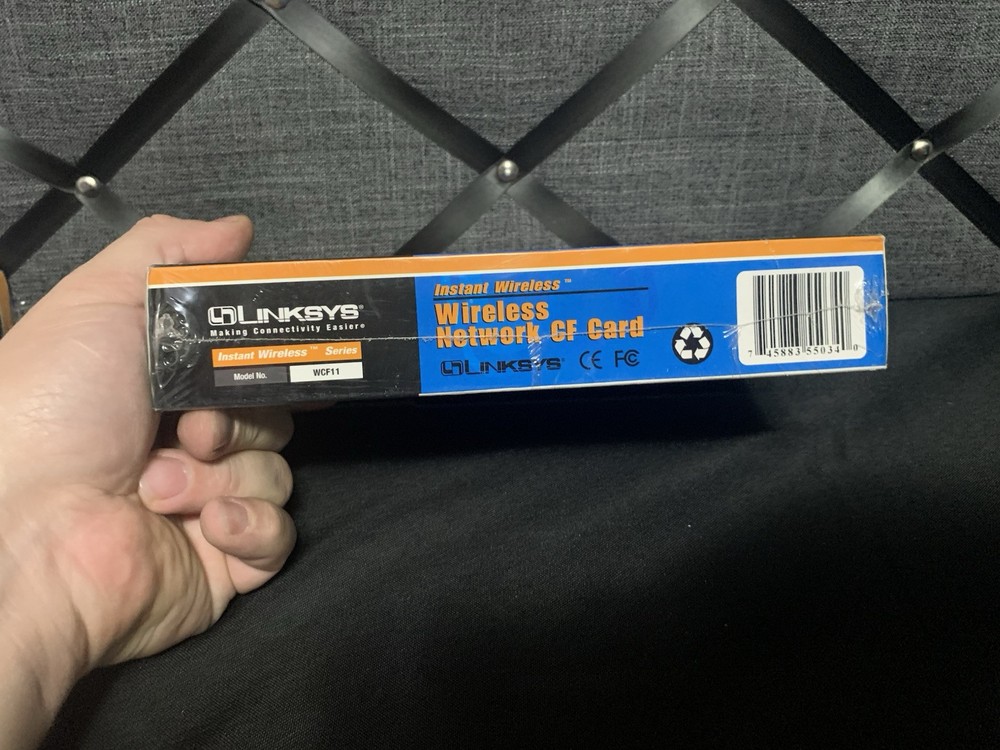 LINKSYS®
Making Connectivity Easier®
Instant Wireless™ Series
Model No. WCF11
Instant Wireless™
Wireless
Network CF Card
LINKSYS® CE FC
7 45883 55034 0